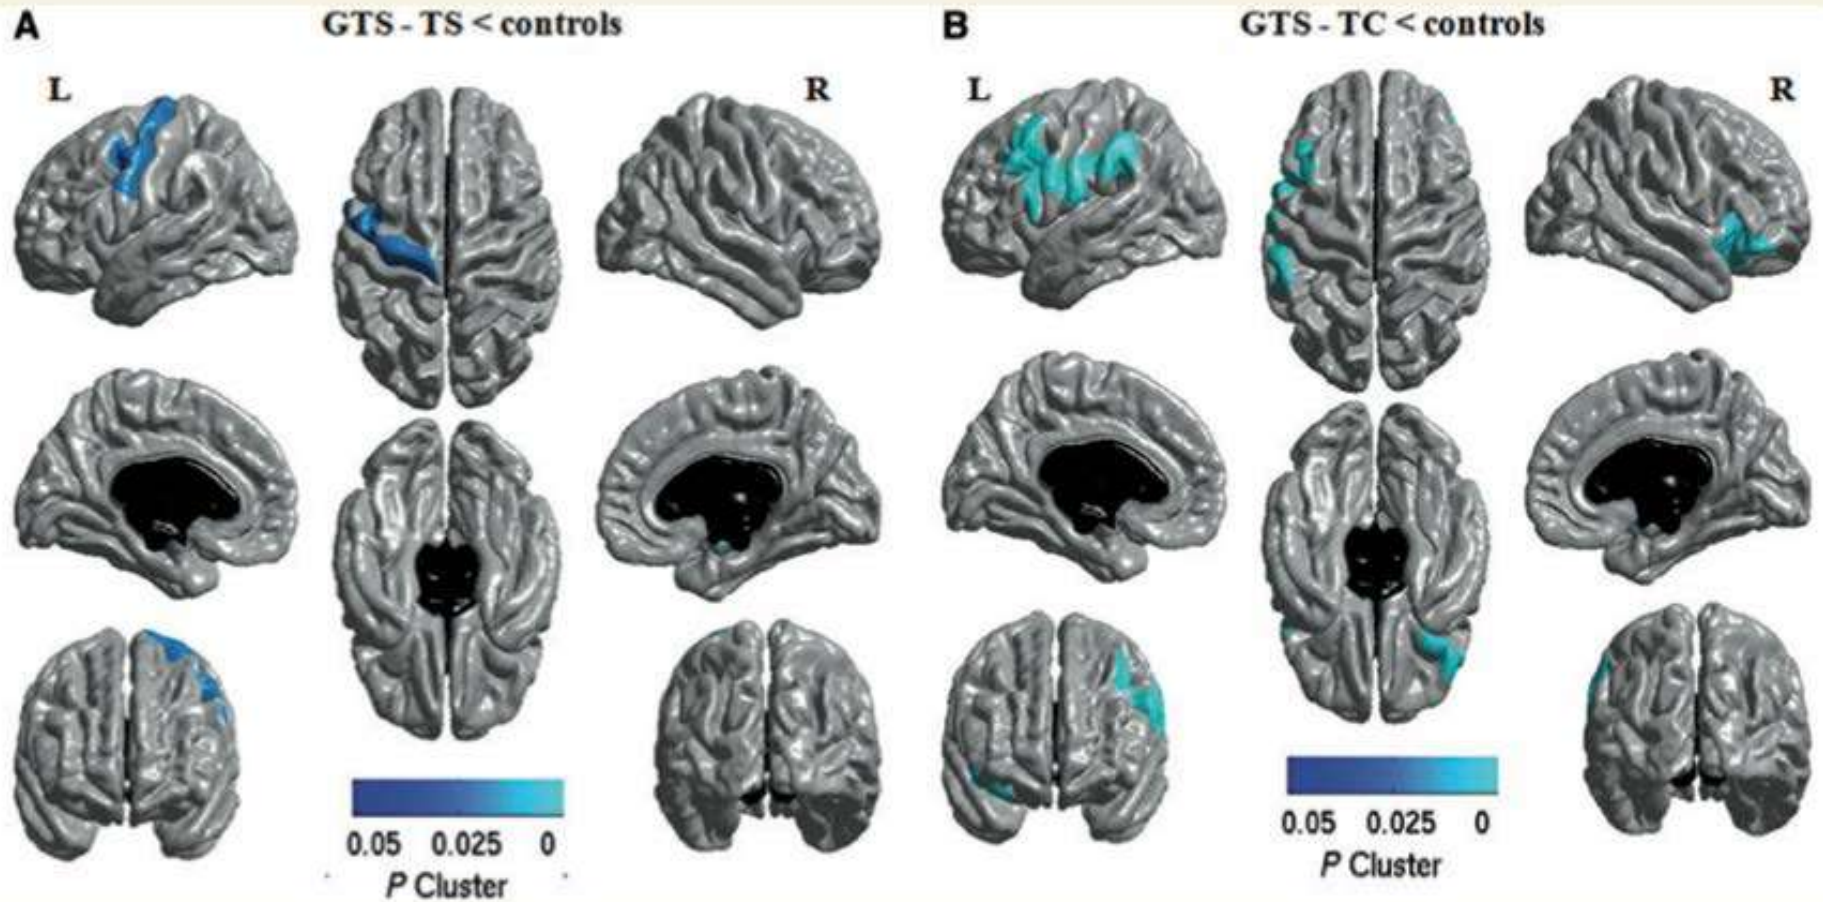 A
GTS - TS < controls
L
R
0.05 0.025 0
P Cluster
B
GTS - TC < controls
L
R
0.05 0.025 0
P Cluster